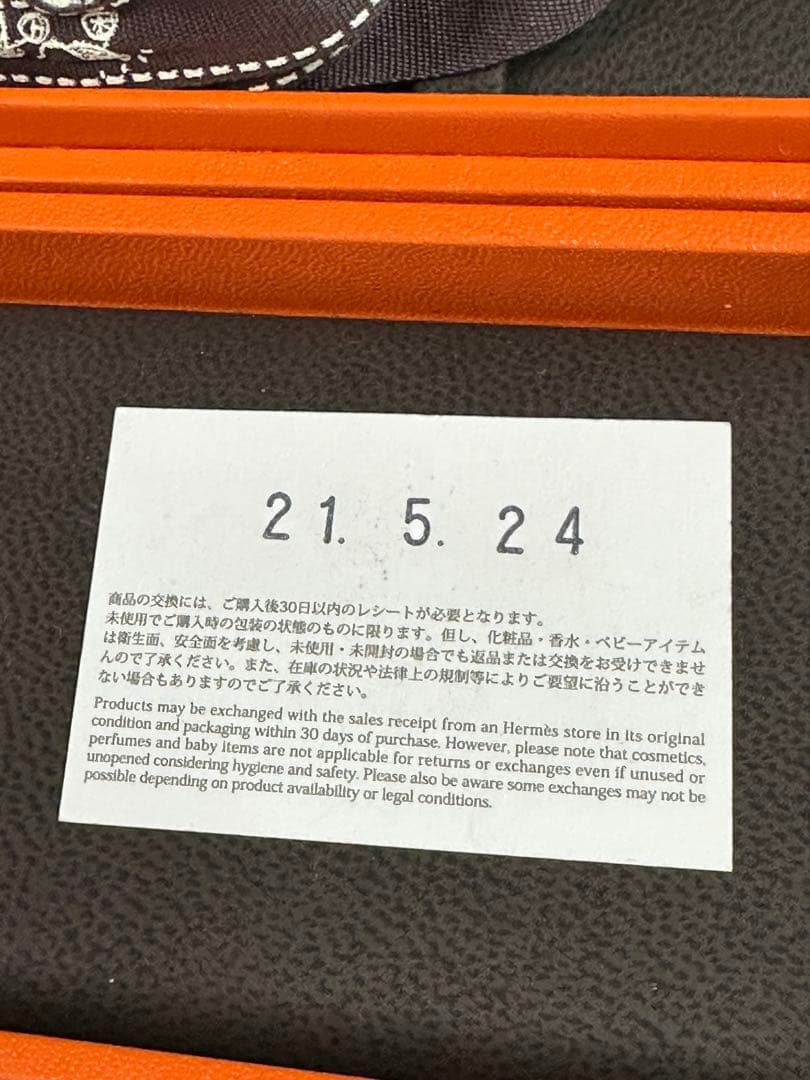 21. 5. 24
商品の交換には、ご購入後30日以内のレシートが必要となります。
未使用でご購入時の包装の状態のものに限ります。但し、化粧品・香水・ベビーアイテム
は衛生面、安全面を考慮し、未使用・未開封の場合でも返品または交換をお受けできませ
んので了承ください。また、在庫の状況や法律上の規制等によりご要望に沿うことができ
ない場合もありますのでご了承ください。
Products may be exchanged with the sales receipt from an Hermès store in its original
condition and packaging within 30 days of purchase. However, please note that cosmetics,
perfumes and baby items are not applicable for returns or exchanges even if unused or
unopened considering hygiene and safety. Please also be aware some exchanges may not be
possible depending on product availability or legal conditions.